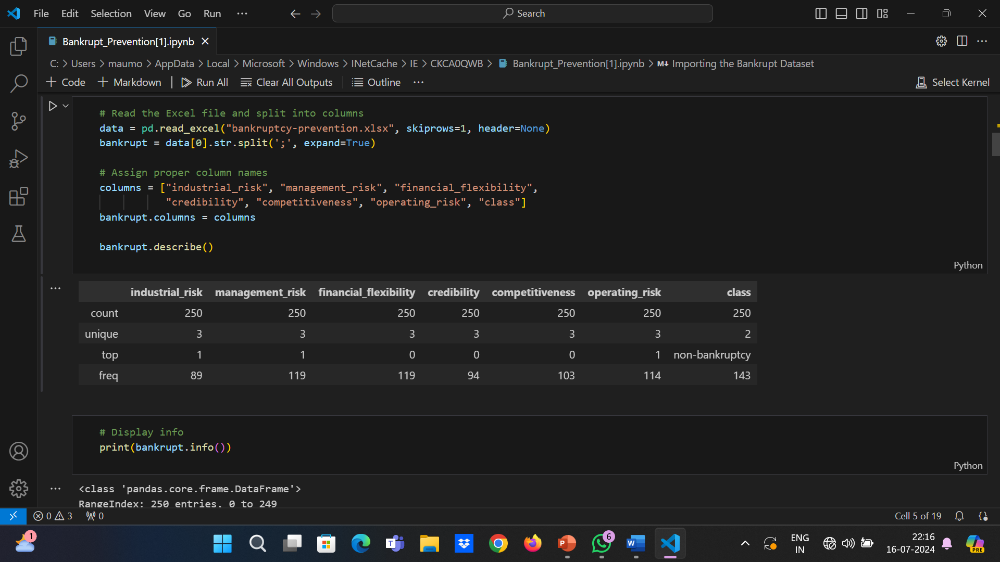 File Edit Selection View Go Run ··· Search
Bankrupt_Prevention[1].ipynb
C: > Users > maumo > AppData > Local > Microsoft > Windows > INetCache > IE > CKCA0QWB > Bankrupt_Prevention[1].ipynb > M↓ Importing the Bankrupt Dataset
+ Code + Markdown | Run All Clear All Outputs | Outline ··· Select Kernel
# Read the Excel file and split into columns
data = pd.read_excel("bankruptcy-prevention.xlsx", skiprows=1, header=None)
bankrupt = data[0].str.split(';', expand=True)
# Assign proper column names
columns = ["industrial_risk", "management_risk", "financial_flexibility",
"credibility", "competitiveness", "operating_risk", "class"]
bankrupt.columns = columns
bankrupt.describe()
Python
industrial_risk management_risk financial_flexibility credibility competitiveness operating_risk class
count 250 250 250 250 250 250 250
unique 3 3 3 3 3 3 2
top 1 1 0 0 0 1 non-bankruptcy
freq 89 119 119 94 103 114 143
# Display info
print(bankrupt.info())
Python
<class 'pandas.core.frame.DataFrame'>
RangeIndex: 250 entries, 0 to 249
0 3 0 Cell 5 of 19
1 6 ENG 22:16
IN 16-07-2024 PRE